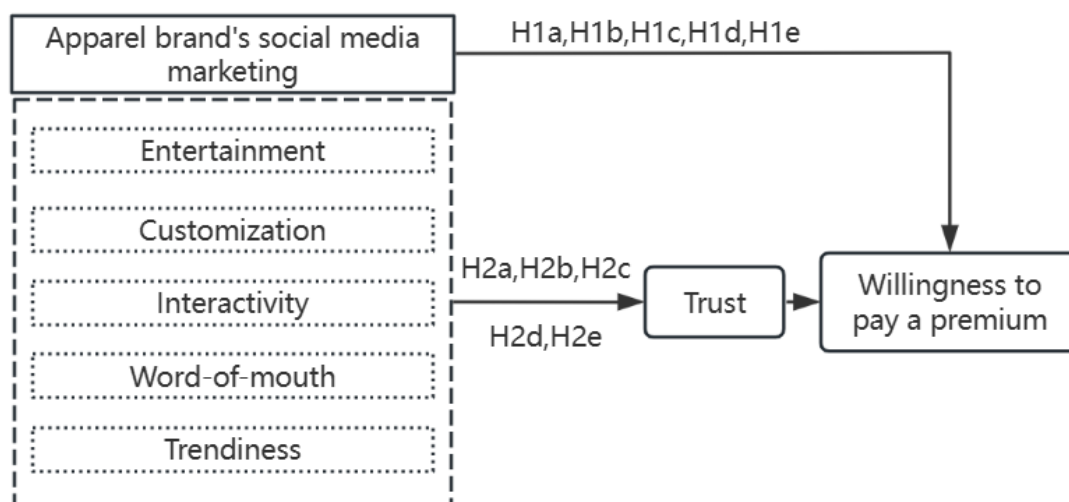 Apparel brand's social media
marketing
H1a,H1b,H1c,H1d,H1e
Entertainment
Customization
Interactivity
Word-of-mouth
Trendiness
H2a,H2b,H2c
H2d,H2e
Trust
Willingness to
pay a premium